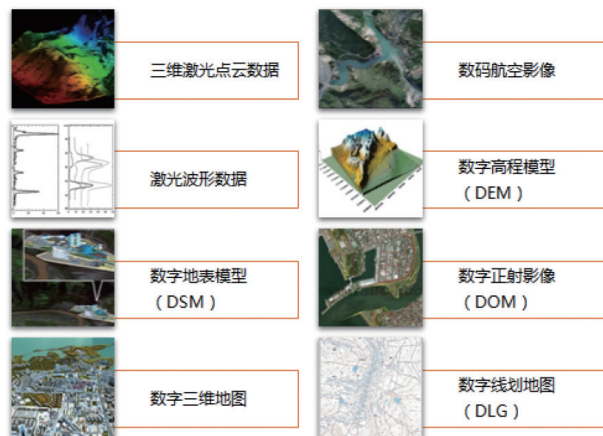 三维激光点云数据
数码航空影像
激光波形数据
数字高程模型
（DEM）
数字地表模型
（DSM）
数字正射影像
（DOM）
数字三维地图
数字线划地图
（DLG）